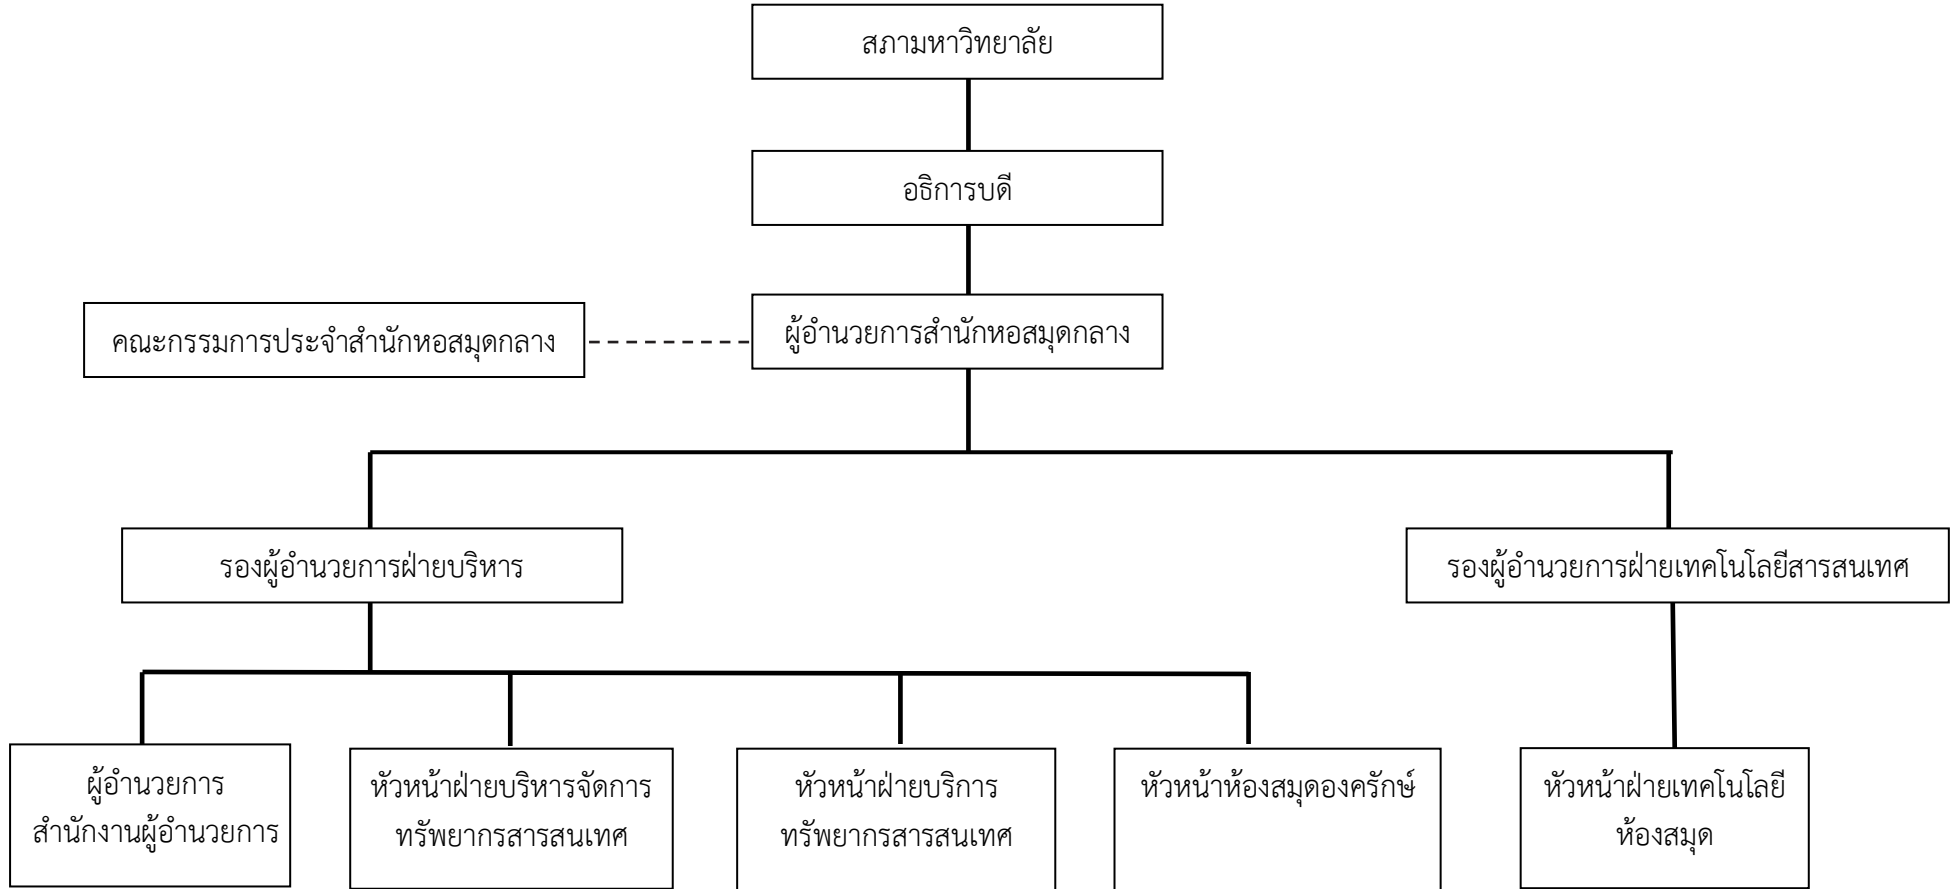 สภามหาวิทยาลัย
อธิการบดี
คณะกรรมการประจำสำนักหอสมุดกลาง
ผู้อำนวยการสำนักหอสมุดกลาง
รองผู้อำนวยการฝ่ายบริหาร
รองผู้อำนวยการฝ่ายเทคโนโลยีสารสนเทศ
ผู้อำนวยการ
สำนักงานผู้อำนวยการ
หัวหน้าฝ่ายบริหารจัดการ
ทรัพยากรสารสนเทศ
หัวหน้าฝ่ายบริการ
ทรัพยากรสารสนเทศ
หัวหน้าห้องสมุดองครักษ์
หัวหน้าฝ่ายเทคโนโลยี
ห้องสมุด